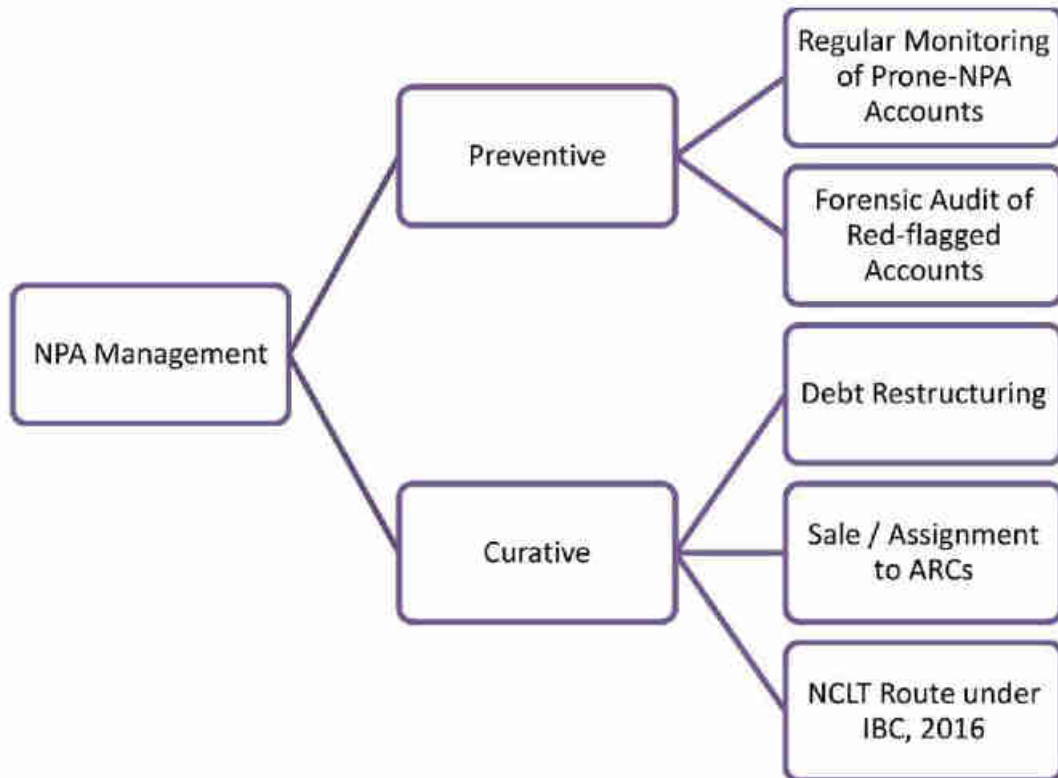 NPA Management
Preventive
Regular Monitoring
of Prone-NPA
Accounts
Forensic Audit of
Red-flagged
Accounts
Curative
Debt Restructuring
Sale / Assignment
to ARCs
NCLT Route under
IBC, 2016